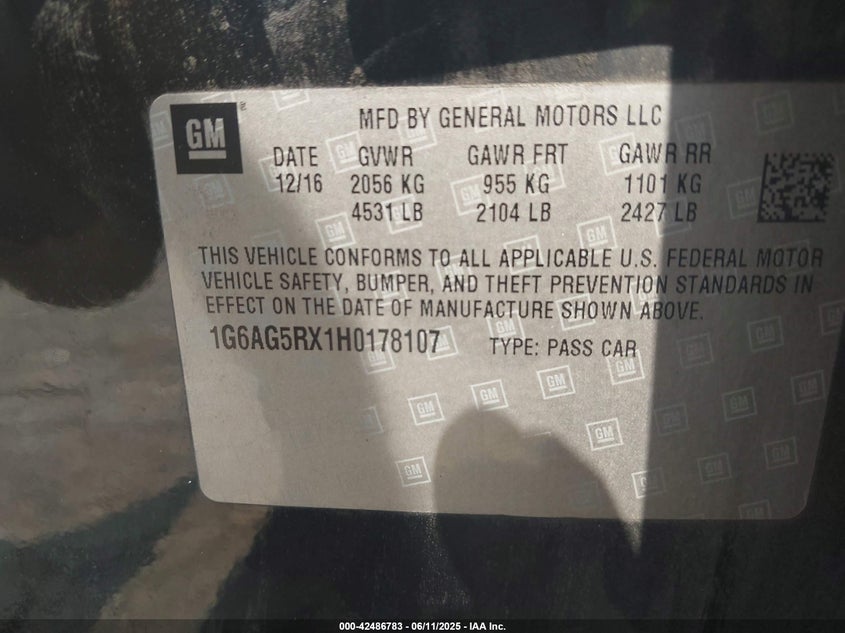 GM ®
MFD BY GENERAL MOTORS LLC
DATE GVWR GAWR FRT GAWR RR
12/16 2056 KG 955 KG 1101 KG
4531 LB 2104 LB 2427 LB
THIS VEHICLE CONFORMS TO ALL APPLICABLE U.S. FEDERAL MOTOR
VEHICLE SAFETY, BUMPER, AND THEFT PREVENTION STANDARDS IN
EFFECT ON THE DATE OF MANUFACTURE SHOWN ABOVE.
1G6AG5RX1H0178107 TYPE: PASS CAR
000-42486783 - 06/11/2025 - IAA Inc.